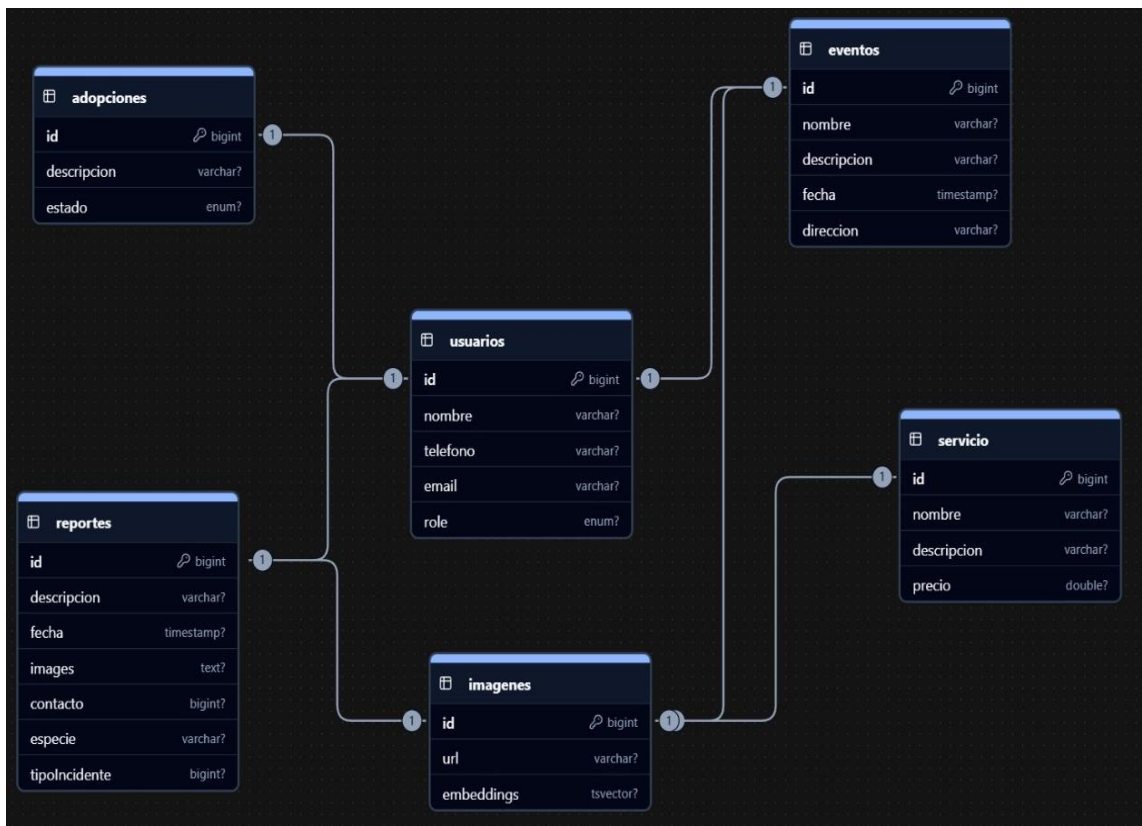 adopciones
id bigint
descripcion varchar?
estado enum?
eventos
id bigint
nombre varchar?
descripcion varchar?
fecha timestamp?
direccion varchar?
usuarios
id bigint
nombre varchar?
telefono varchar?
email varchar?
role enum?
servicio
id bigint
nombre varchar?
descripcion varchar?
precio double?
reportes
id bigint
descripcion varchar?
fecha timestamp?
images text?
contacto bigint?
especie varchar?
tipoIncidente bigint?
imagenes
id bigint
url varchar?
embeddings tsvector?
1
1
1
1
1
1
1
1